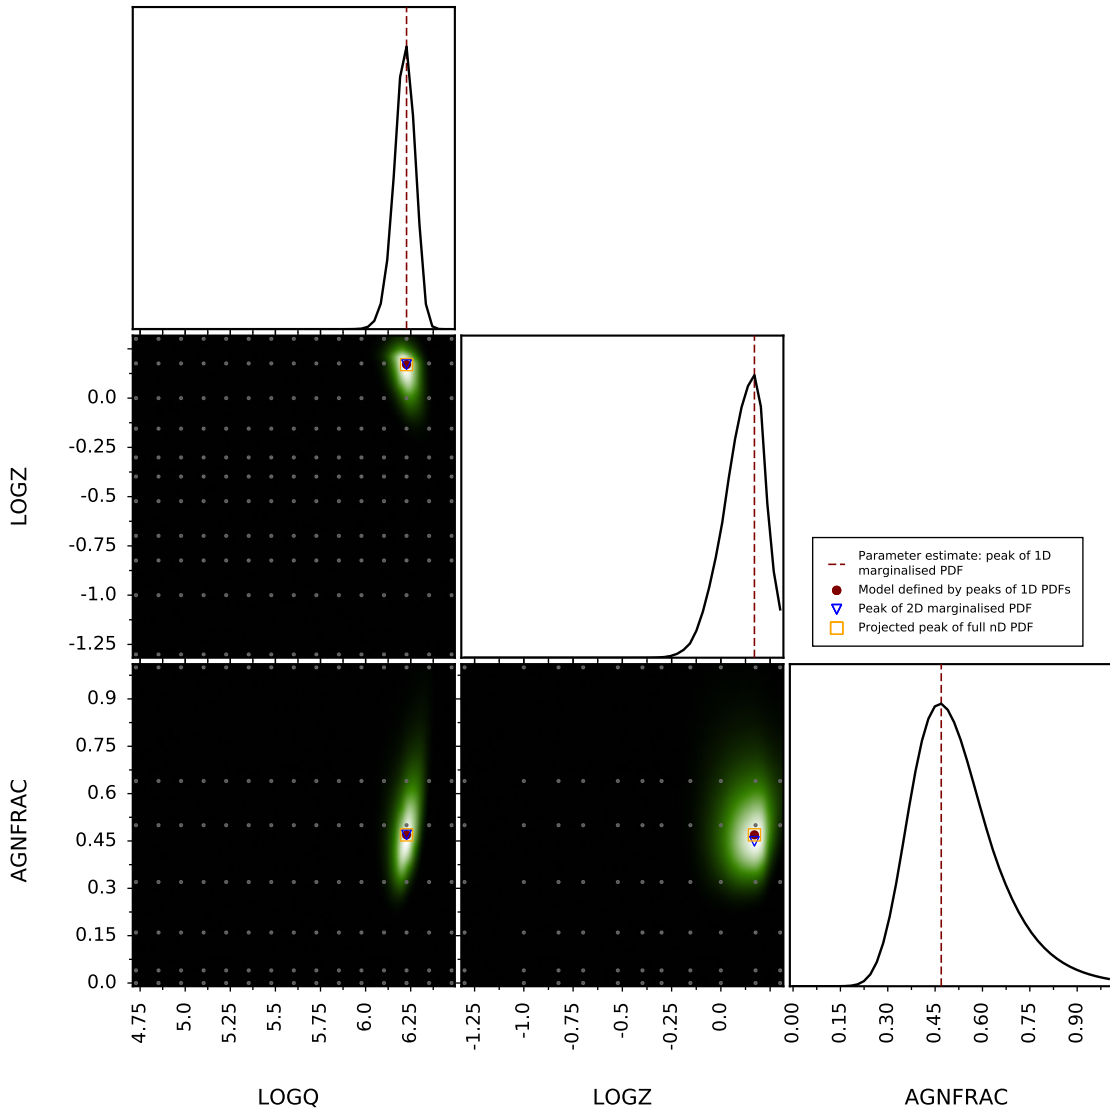 0.0
-0.25
-0.5
-0.75
-1.0
-1.25
LOGZ
Parameter estimate: peak of 1D
marginalised PDF
Model defined by peaks of 1D PDFs
Peak of 2D marginalised PDF
Projected peak of full nD PDF
0.9
0.75
0.6
0.45
0.3
0.15
0.0
AGNFRAC
4.75 5.0 5.25 5.5 5.75 6.0 6.25
-1.25 -1.0 -0.75 -0.5 -0.25 0.0
0.00 0.15 0.30 0.45 0.60 0.75 0.90
LOGQ LOGZ AGNFRAC